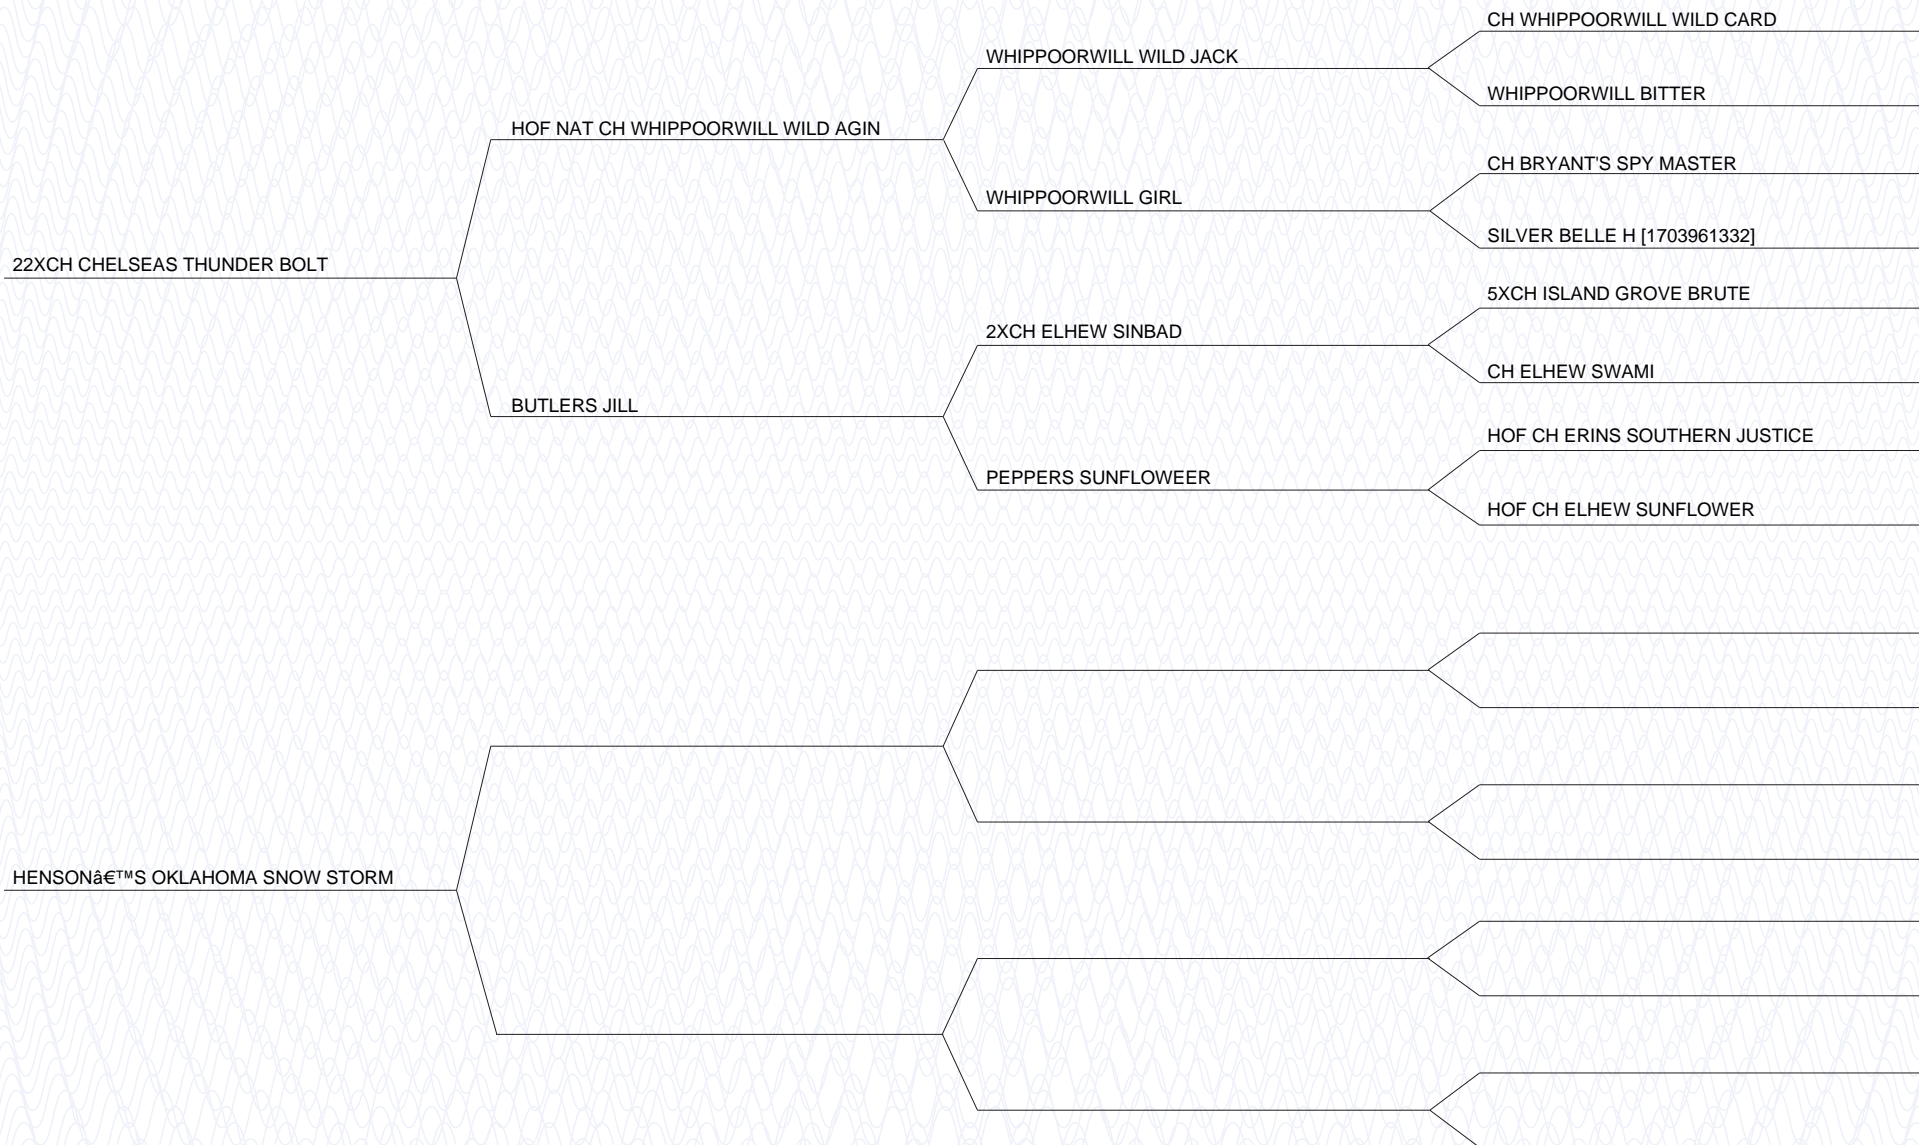 CH WHIPPOORWILL WILD CARD
WHIPPOORWILL WILD JACK
WHIPPOORWILL BITTER
HOF NAT CH WHIPPOORWILL WILD AGIN
CH BRYANT'S SPY MASTER
WHIPPOORWILL GIRL
SILVER BELLE H [1703961332]
22XCH CHELSEAS THUNDER BOLT
5XCH ISLAND GROVE BRUTE
2XCH ELHEW SINBAD
CH ELHEW SWAMI
BUTLERS JILL
HOF CH ERINS SOUTHERN JUSTICE
PEPPERS SUNFLOWEER
HOF CH ELHEW SUNFLOWER
HENSONâ€™S OKLAHOMA SNOW STORM